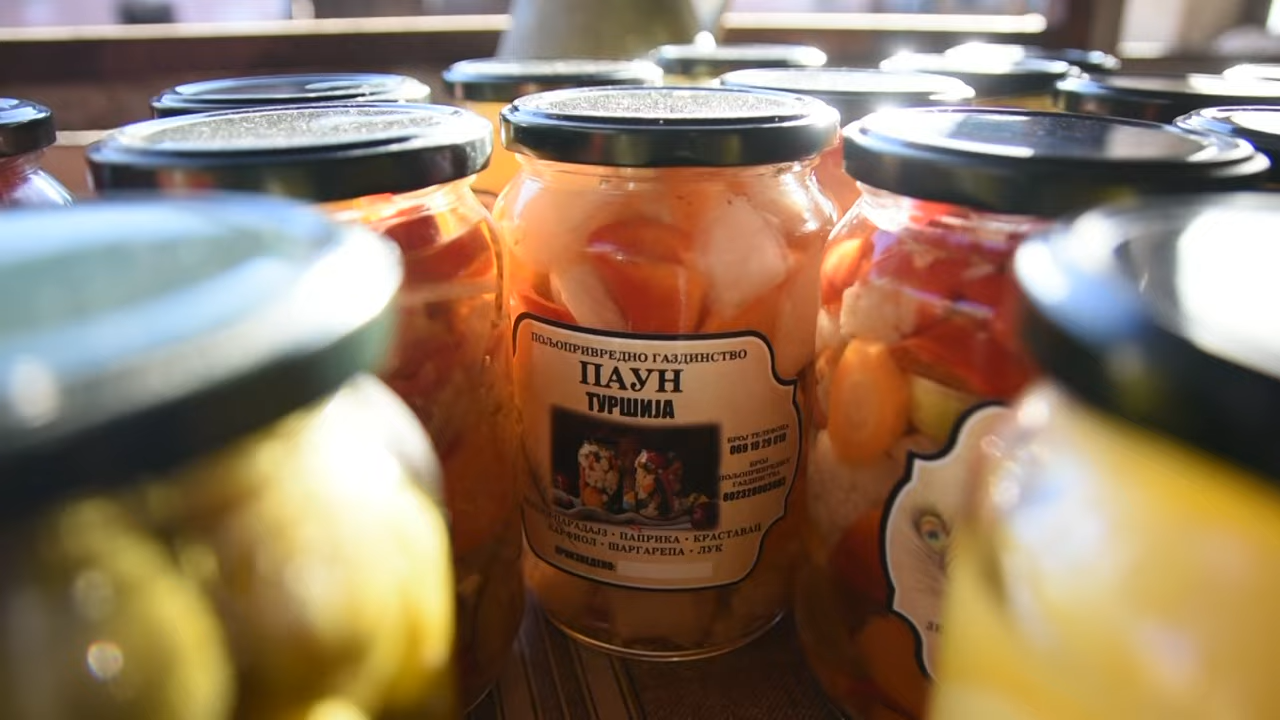 ПОЉОПРИВРЕДНО ГАЗДИНСТВО
ПАУН
ТУРШИЈА
БРОЈ ТЕЛЕФОНА
069 19 29 019
БРОЈ
ПОЉОПРИВРЕДНОГ
ГАЗДИНСТВА
ПАРАДАЈЗ · ПАПРИКА · КРАСТАВАЦ
КАРФИОЛ · ШАРГАРЕПА · ЛУК
ПРОИЗВЕДЕНО: